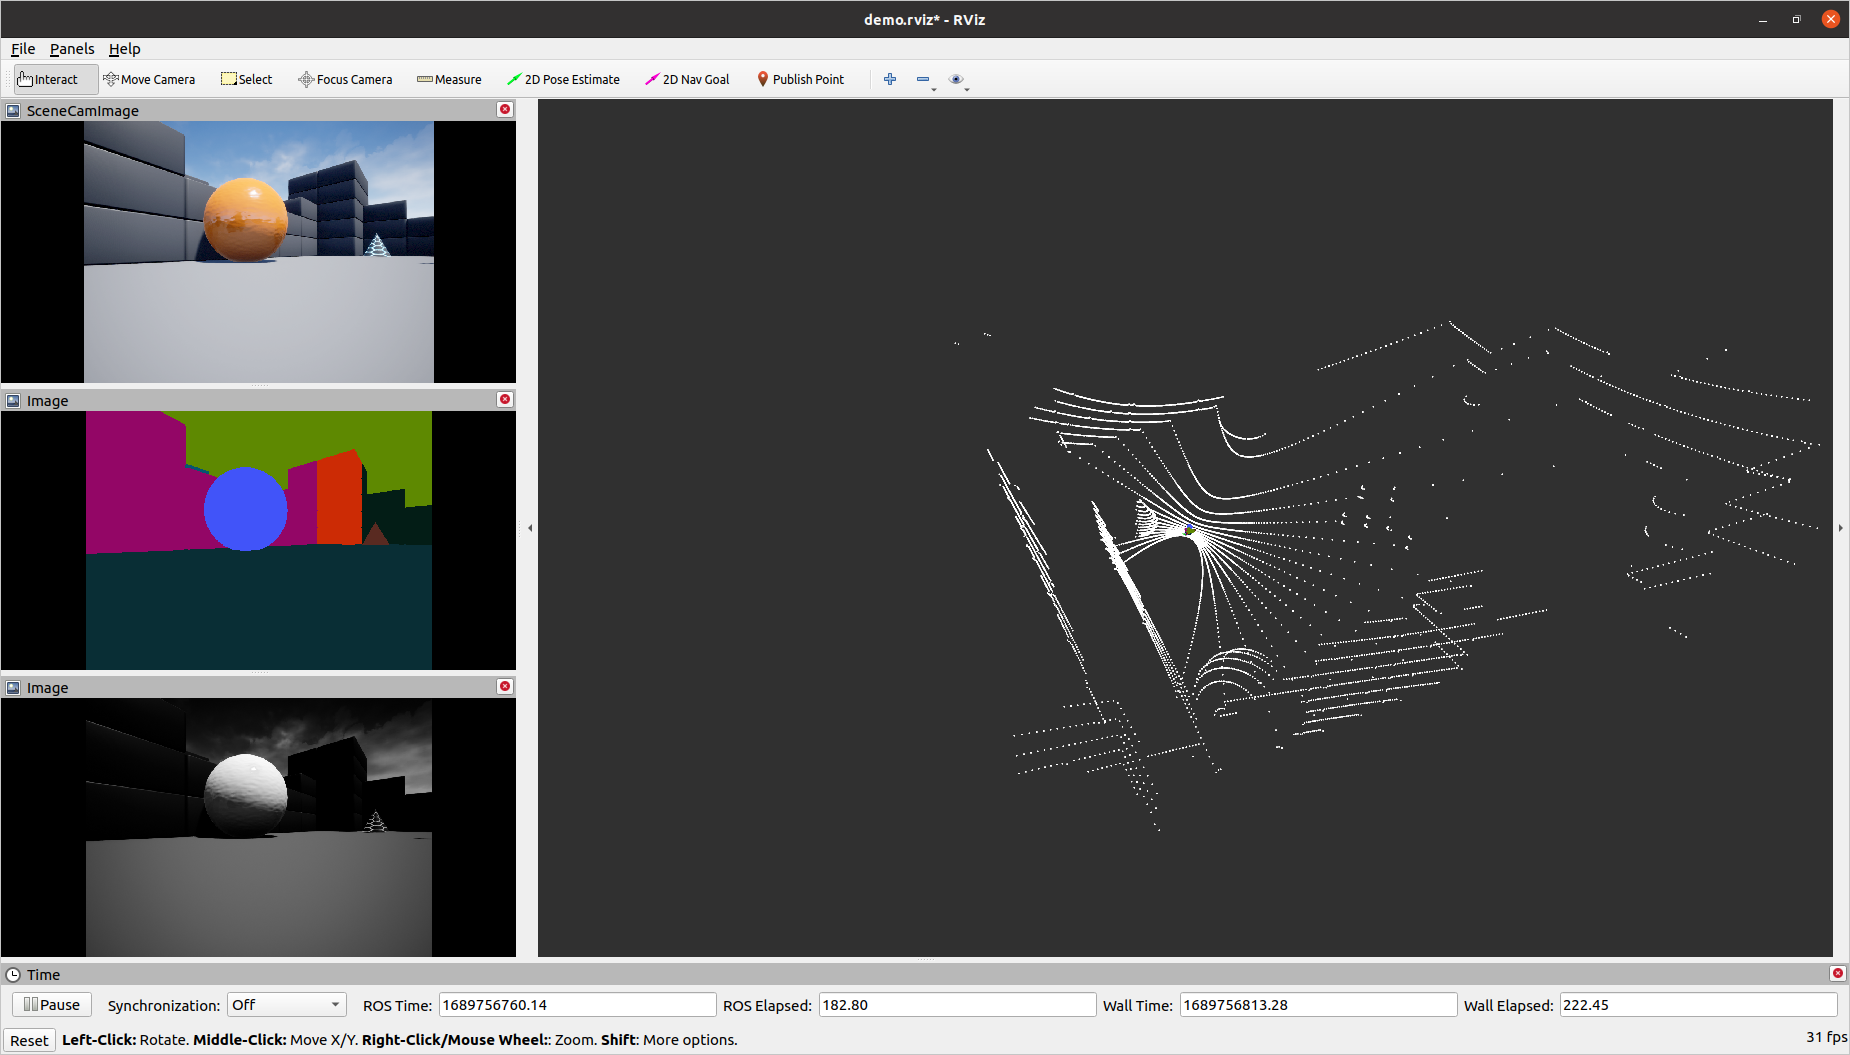 demo.rviz* - RViz
File Panels Help
Interact Move Camera Select Focus Camera Measure 2D Pose Estimate 2D Nav Goal Publish Point
SceneCamImage
Image
Image
Time
Pause Synchronization: Off ROS Time: 1689756760.14 ROS Elapsed: 182.80 Wall Time: 1689756813.28 Wall Elapsed: 222.45
Reset Left-Click: Rotate. Middle-Click: Move X/Y. Right-Click/Mouse Wheel:: Zoom. Shift: More options. 31 fps